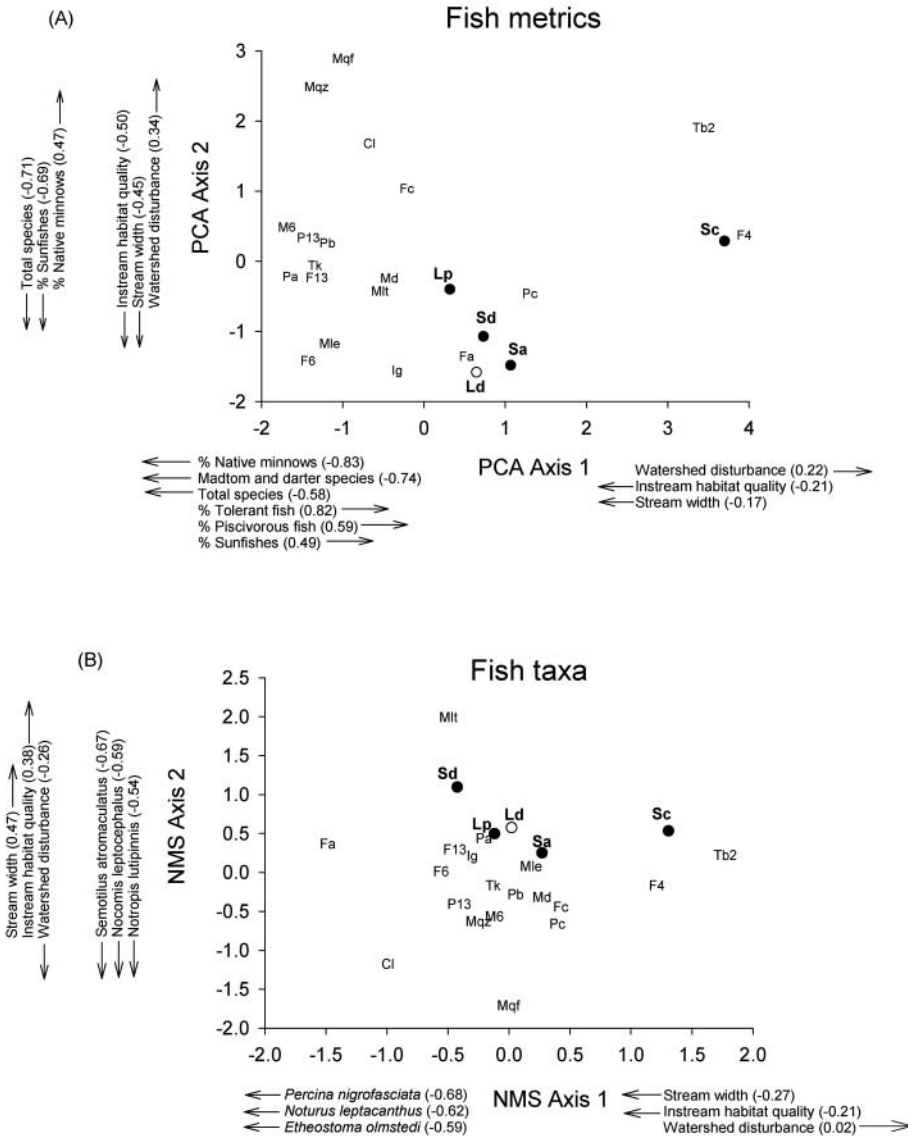 (A)
Fish metrics
Total species (-0.71)
% Sunfishes (-0.69)
% Native minnows (0.47)
Instream habitat quality (-0.50)
Stream width (-0.45)
Watershed disturbance (0.34)
PCA Axis 2
3
2
1
0
-1
-2
Mqf
Mqz
Tb2
Cl
Fc
M6
P13
Pb
Sc
F4
Tk
Pa
F13
Md
Mlt
Lp
Pc
Sd
Mle
F6
Ig
Fa
Sa
Ld
-2
-1
0
1
2
3
4
PCA Axis 1
% Native minnows (-0.83)
Madtom and darter species (-0.74)
Total species (-0.58)
% Tolerant fish (0.82)
% Piscivorous fish (0.59)
% Sunfishes (0.49)
Watershed disturbance (0.22)
Instream habitat quality (-0.21)
Stream width (-0.17)
(B)
Fish taxa
Stream width (0.47)
Instream habitat quality (0.38)
Watershed disturbance (-0.26)
Semotilus atromaculatus (-0.67)
Nocomis leptocephalus (-0.59)
Notropis lutipinnis (-0.54)
NMS Axis 2
2.5
2.0
1.5
1.0
0.5
0.0
-0.5
-1.0
-1.5
-2.0
Mlt
Sd
Ld
Lp
Sc
Pa
Fa
F13
Ig
Sa
Tb2
Mle
F6
Tk
F4
Pb
Md
P13
Fc
M6
Mqz
Pc
Cl
Mqf
-2.0
-1.5
-1.0
-0.5
0.0
0.5
1.0
1.5
2.0
NMS Axis 1
Percina nigrofasciata (-0.68)
Noturus leptacanthus (-0.62)
Etheostoma olmstedi (-0.59)
Stream width (-0.27)
Instream habitat quality (-0.21)
Watershed disturbance (0.02)